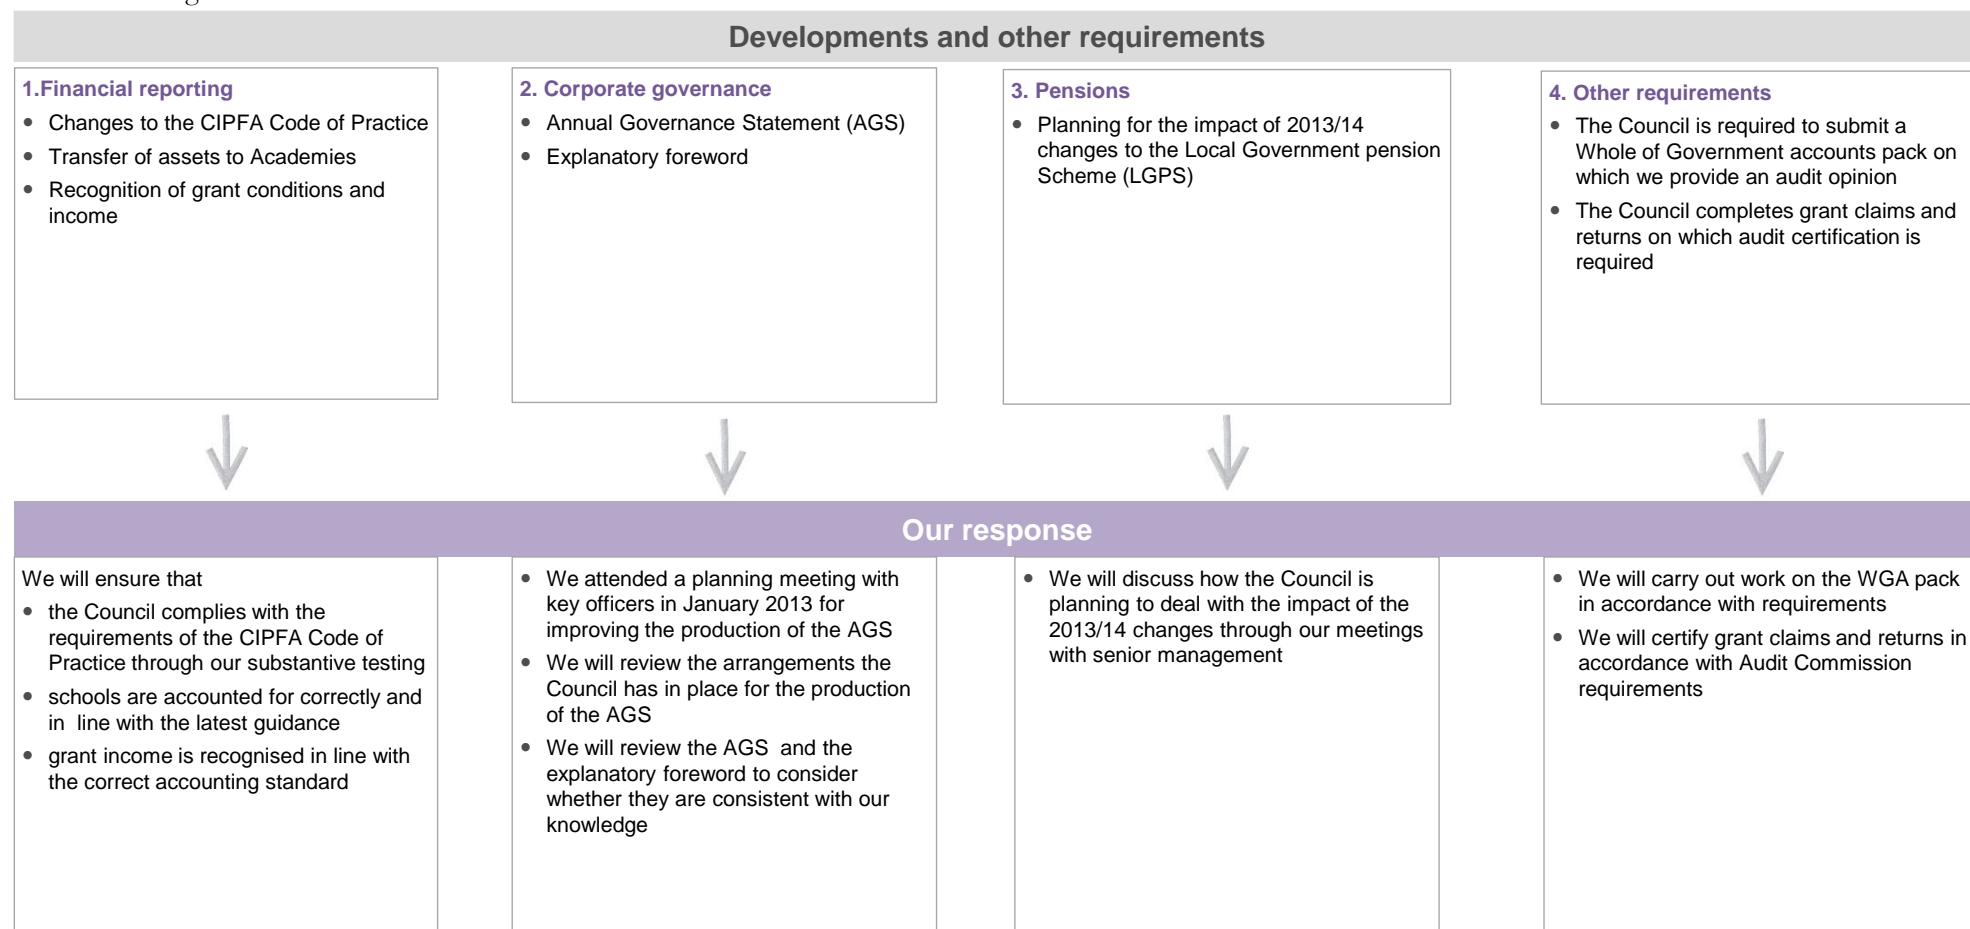 Developments and other requirements
1.Financial reporting
• Changes to the CIPFA Code of Practice
• Transfer of assets to Academies
• Recognition of grant conditions and
income
2. Corporate governance
• Annual Governance Statement (AGS)
• Explanatory foreword
3. Pensions
• Planning for the impact of 2013/14
changes to the Local Government pension
Scheme (LGPS)
4. Other requirements
• The Council is required to submit a
Whole of Government accounts pack on
which we provide an audit opinion
• The Council completes grant claims and
returns on which audit certification is
required
Our response
We will ensure that
• the Council complies with the
requirements of the CIPFA Code of
Practice through our substantive testing
• schools are accounted for correctly and
in line with the latest guidance
• grant income is recognised in line with
the correct accounting standard
• We attended a planning meeting with
key officers in January 2013 for
improving the production of the AGS
• We will review the arrangements the
Council has in place for the production
of the AGS
• We will review the AGS and the
explanatory foreword to consider
whether they are consistent with our
knowledge
• We will discuss how the Council is
planning to deal with the impact of the
2013/14 changes through our meetings
with senior management
• We will carry out work on the WGA pack
in accordance with requirements
• We will certify grant claims and returns in
accordance with Audit Commission
requirements